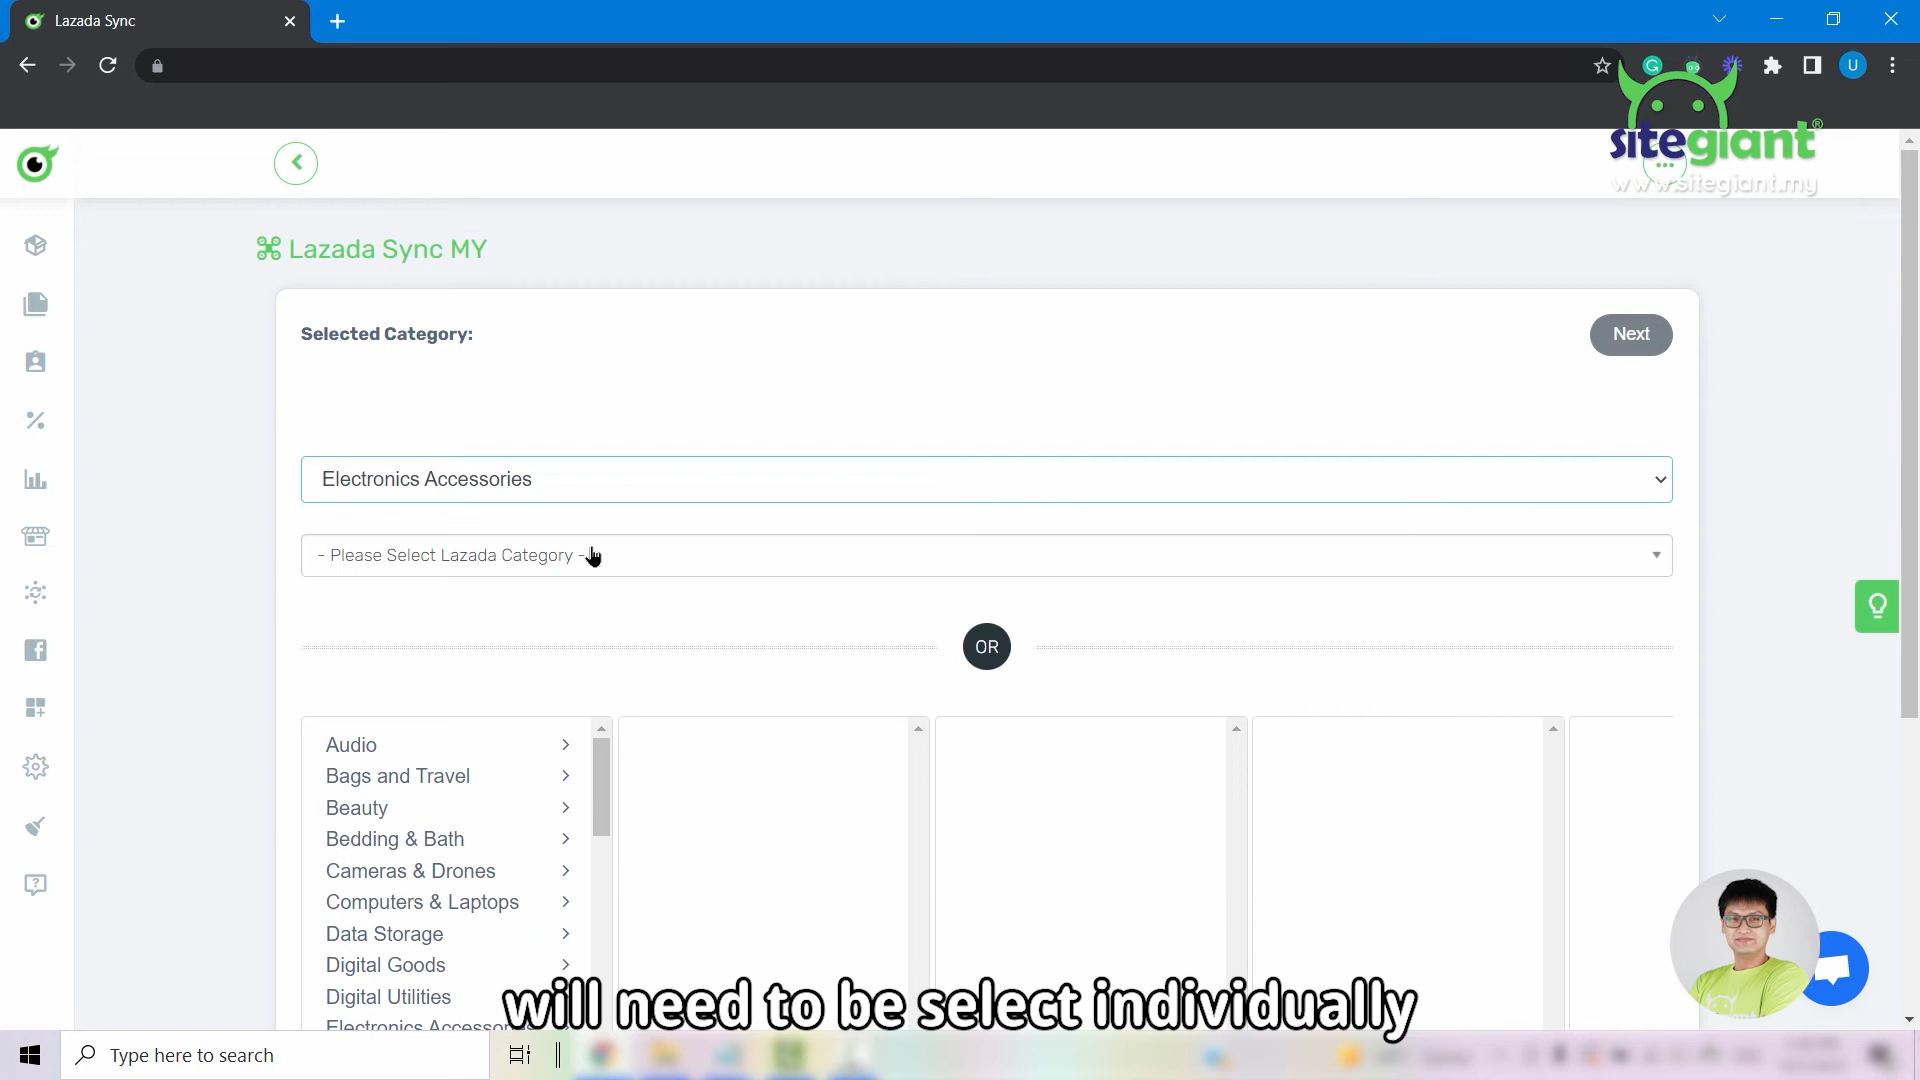 Lazada Sync
U
sitegiant®
www.sitegiant.my
Lazada Sync MY
Selected Category:
Next
Electronics Accessories
- Please Select Lazada Category -
OR
Audio
Bags and Travel
Beauty
Bedding & Bath
Cameras & Drones
Computers & Laptops
Data Storage
Digital Goods
Digital Utilities
will need to be select individually
Type here to search